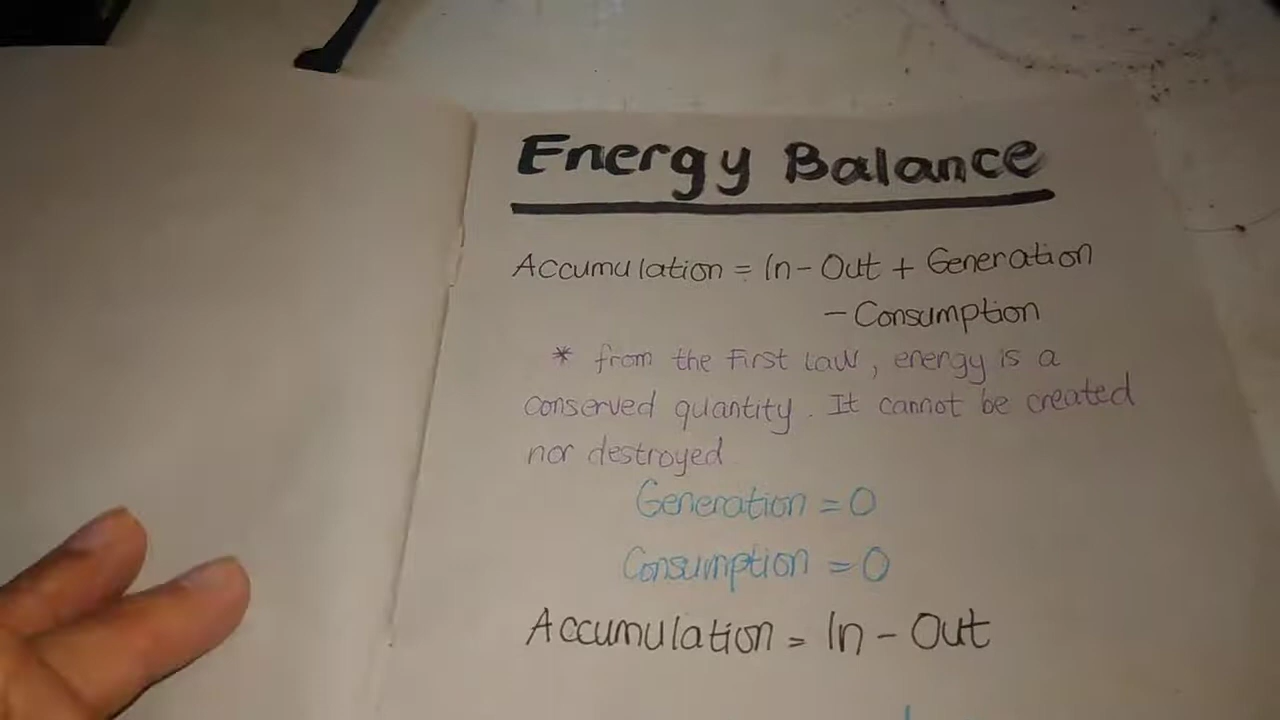 Energy Balance
Accumulation = In - Out + Generation
- Consumption
* from the First Law, energy is a
conserved quantity. It cannot be created
nor destroyed
Generation = 0
Consumption = 0
Accumulation = In - Out